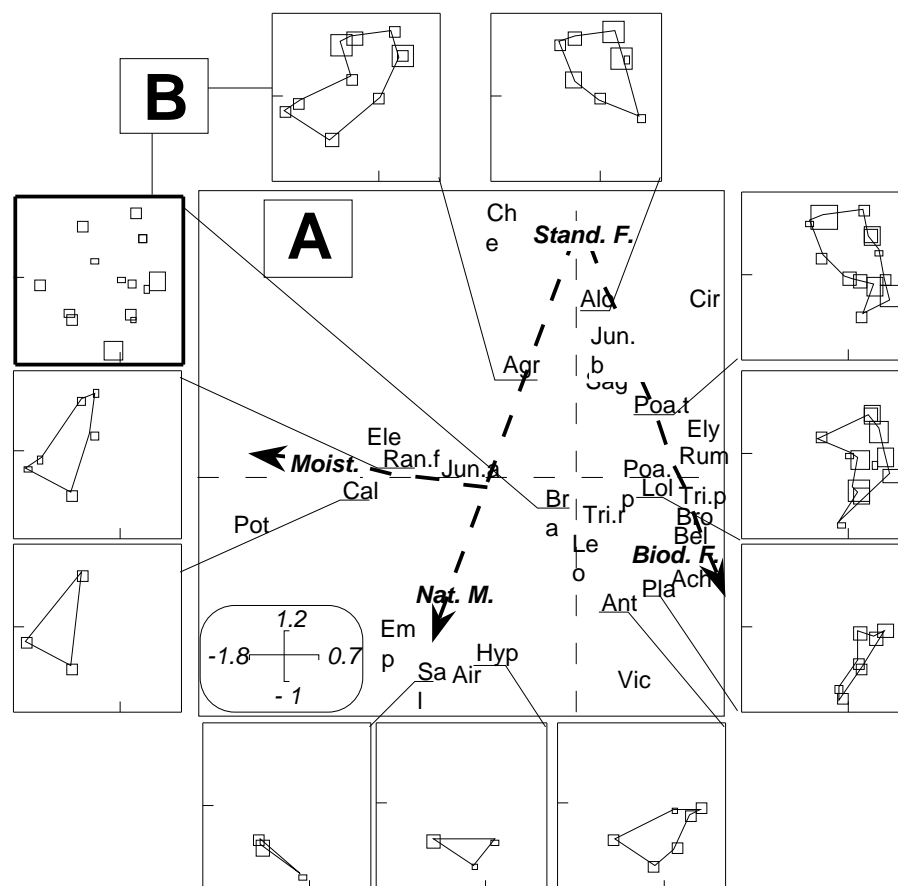 B
A
Ch
e
Stand. F.
Alo
Cir
Jun.
b
Agr
Sag
Poa.t
Ele
Ely
Ran.f
Jun.a
Rum
Moist.
Poa.
p
Cal
Lol
Tri.p
Br
a
Pot
Tri.r
Bro
Bel
Le
o
Biod. F.
Ach
Pla
Nat. M.
Ant
1.2
Em
p
-1.8
0.7
Hyp
- 1
Sa
l
Air
Vic